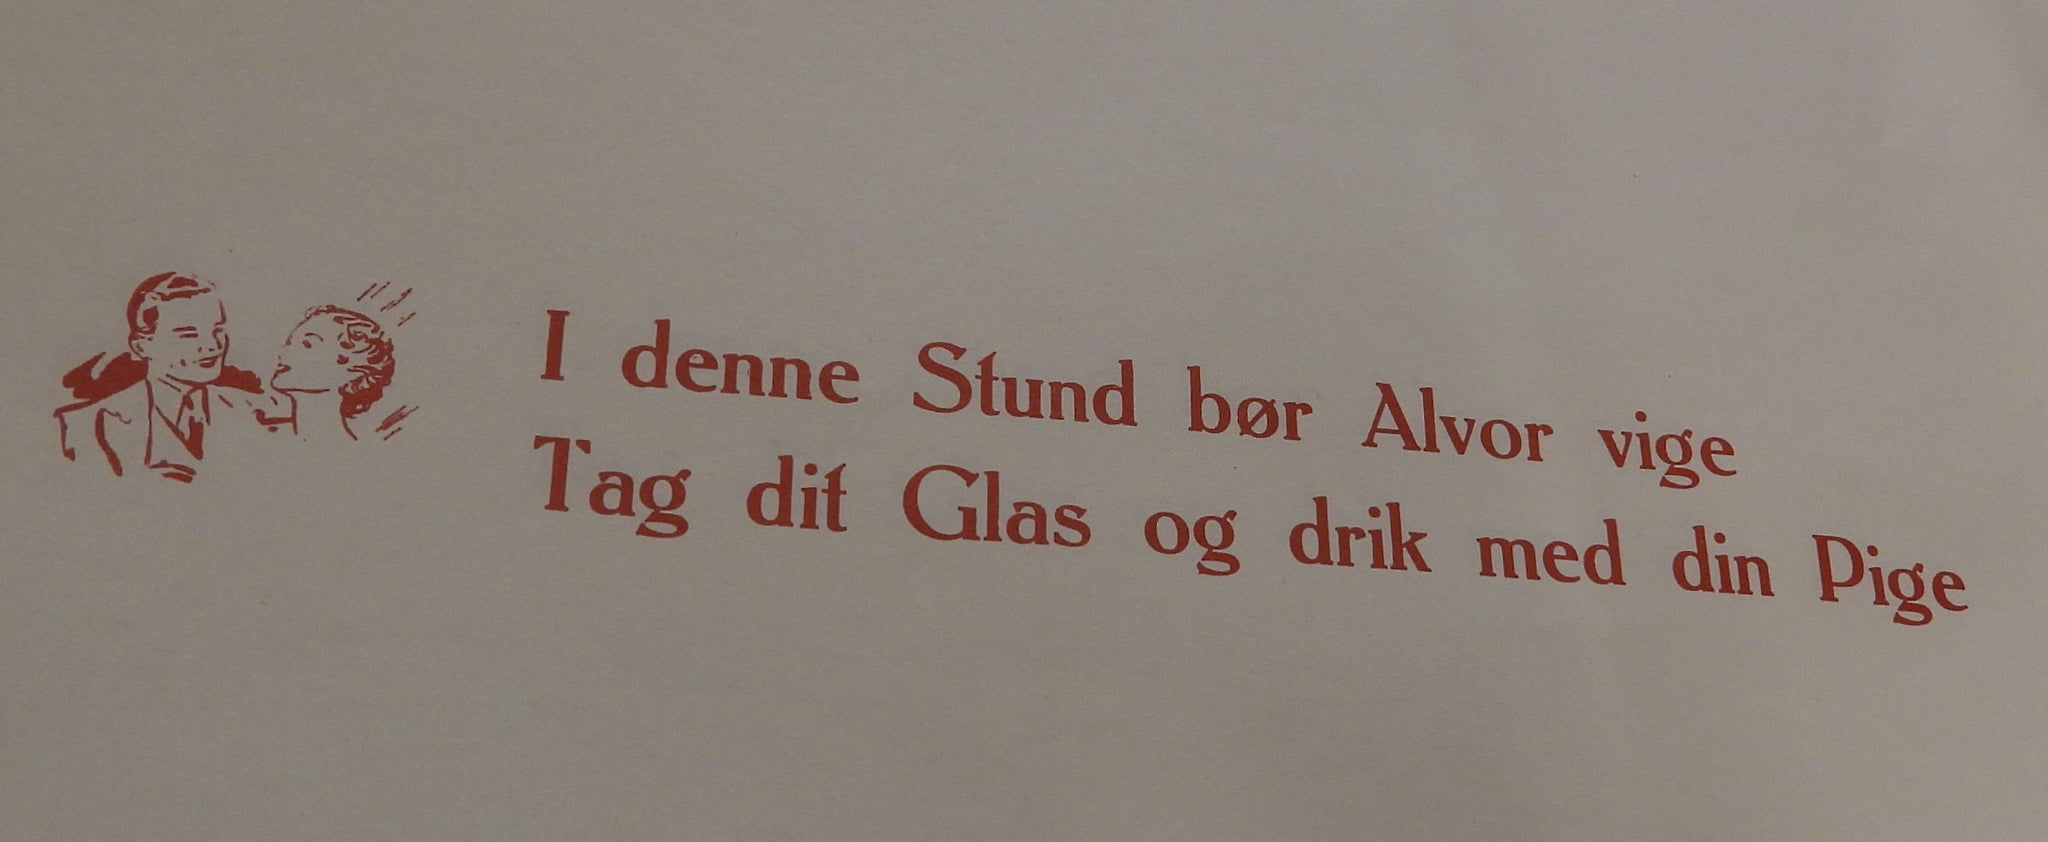 I denne Stund bør Alvor vige
Tag dit Glas og drik med din Pige